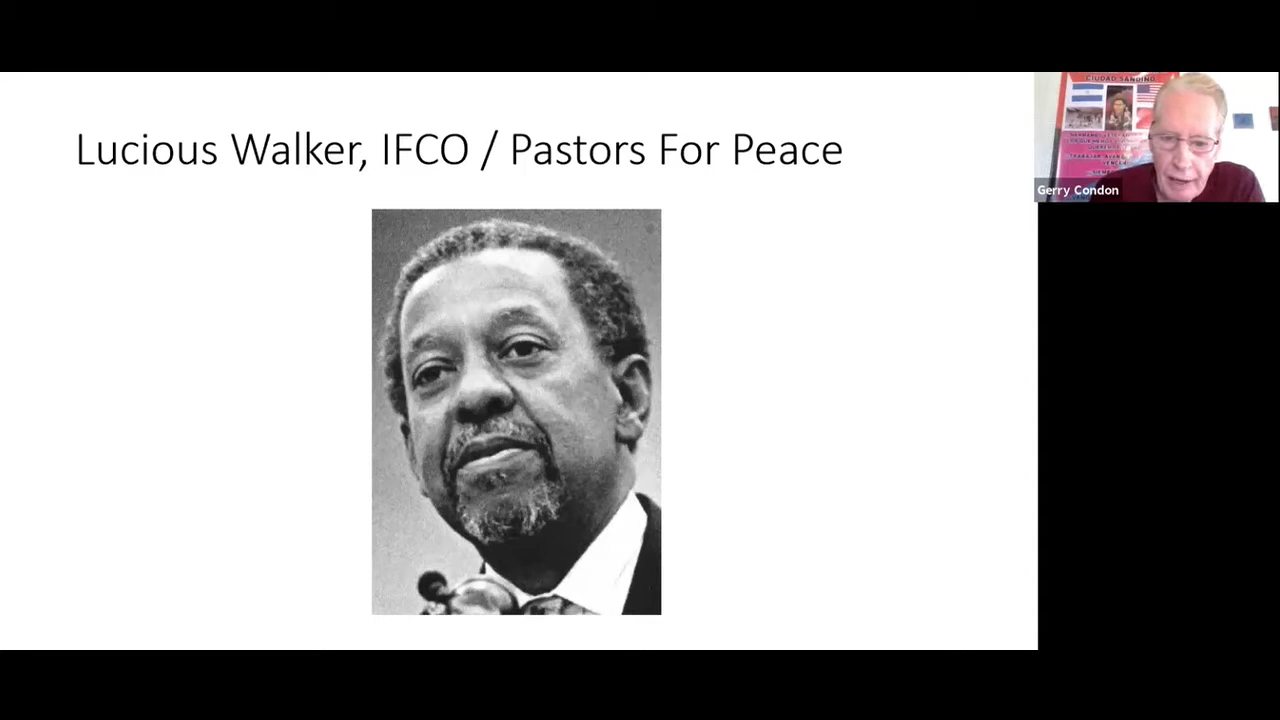 Lucious Walker, IFCO / Pastors For Peace
CIUDAD SANDINO
Gerry Condon